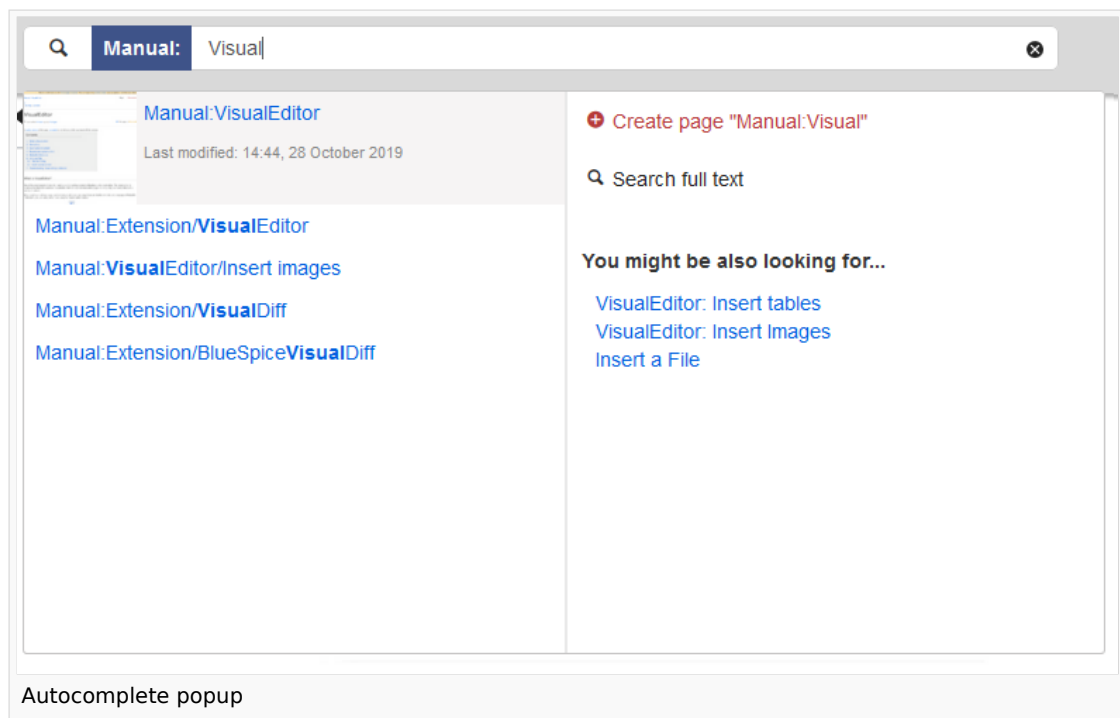 Manual: Visual
Manual:VisualEditor
Last modified: 14:44, 28 October 2019
Manual:Extension/VisualEditor
Manual:VisualEditor/Insert images
Manual:Extension/VisualDiff
Manual:Extension/BlueSpiceVisualDiff
Create page "Manual:Visual"
Search full text
You might be also looking for...
VisualEditor: Insert tables
VisualEditor: Insert Images
Insert a File
Autocomplete popup